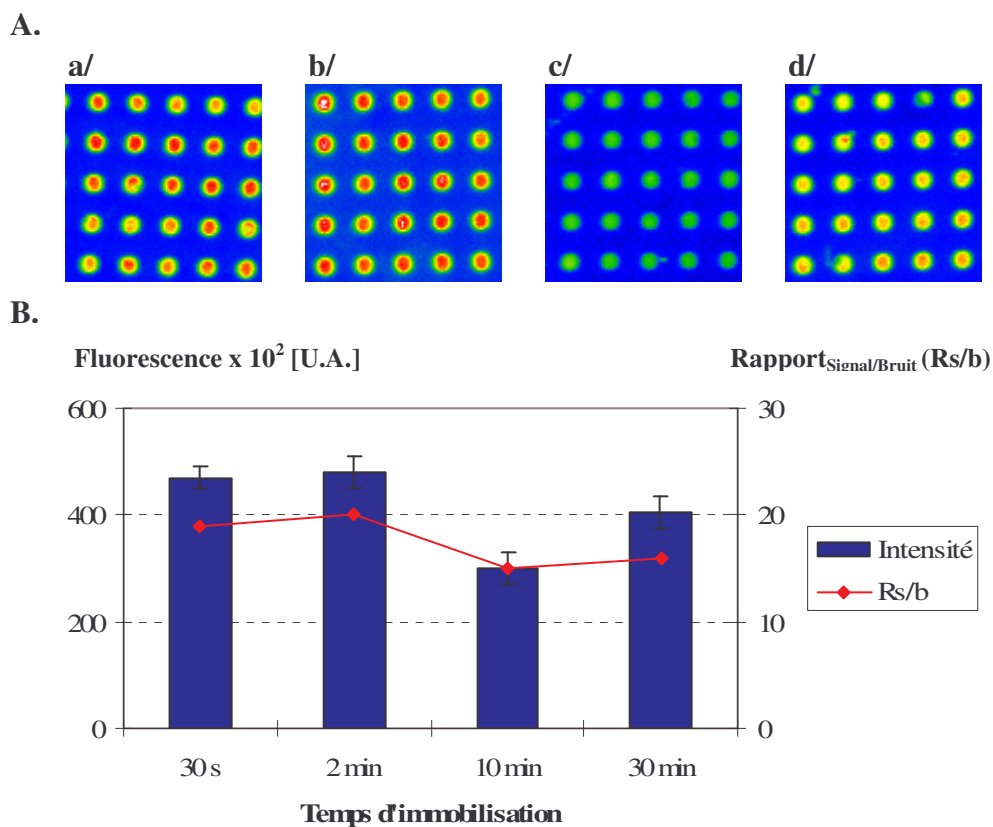 A.
a/ b/ c/ d/
B.
Fluorescence x 10² [U.A.] Rapport Signal/Bruit (Rs/b)
600 30
400 20
200 10
0 0
Intensité
Rs/b
30 s 2 min 10 min 30 min
Temps d'immobilisation